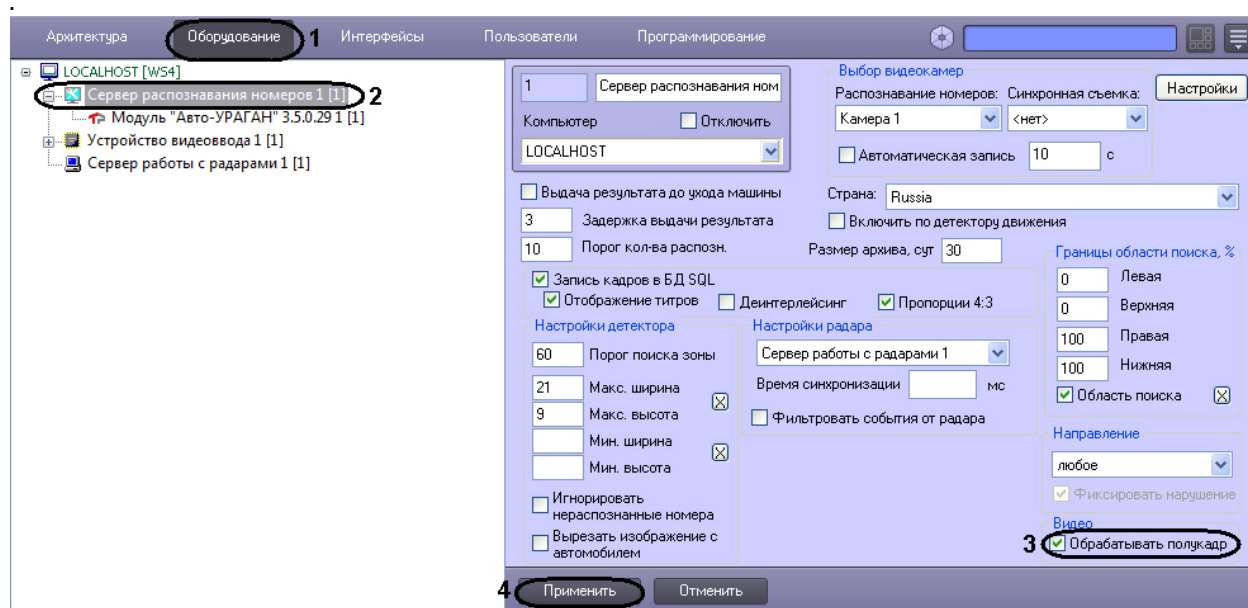 .
Архитектура Оборудование 1 Интерфейсы Пользователи Программирование
LOCALHOST [WS4]
Сервер распознавания номеров 1 [1] 2
Модуль "Авто-УРАГАН" 3.5.0.29 1 [1]
Устройство видеоввода 1 [1]
Сервер работы с радарами 1 [1]
1 Сервер распознавания ном
Компьютер Отключить
LOCALHOST
Выбор видеокамер
Распознавание номеров: Синхронная съемка:
Камера 1 <нет>
Автоматическая запись 10 с
Настройки
Выдача результата до ухода машины
3 Задержка выдачи результата
10 Порог кол-ва распозн.
Страна: Russia
Включить по детектору движения
Размер архива, сут 30
Запись кадров в БД SQL
Отображение титров Деинтерлейсинг Пропорции 4:3
Настройки детектора
60 Порог поиска зоны
21 Макс. ширина
9 Макс. высота
Мин. ширина
Мин. высота
Игнорировать
нераспознанные номера
Вырезать изображение с
автомобилем
Настройки радара
Сервер работы с радарами 1
Время синхронизации мс
Фильтровать события от радара
Границы области поиска, %
0 Левая
0 Верхняя
100 Правая
100 Нижняя
Область поиска
Направление
любое
Фиксировать нарушение
Видео
3 Обрабатывать полукадр
4 Применить Отменить